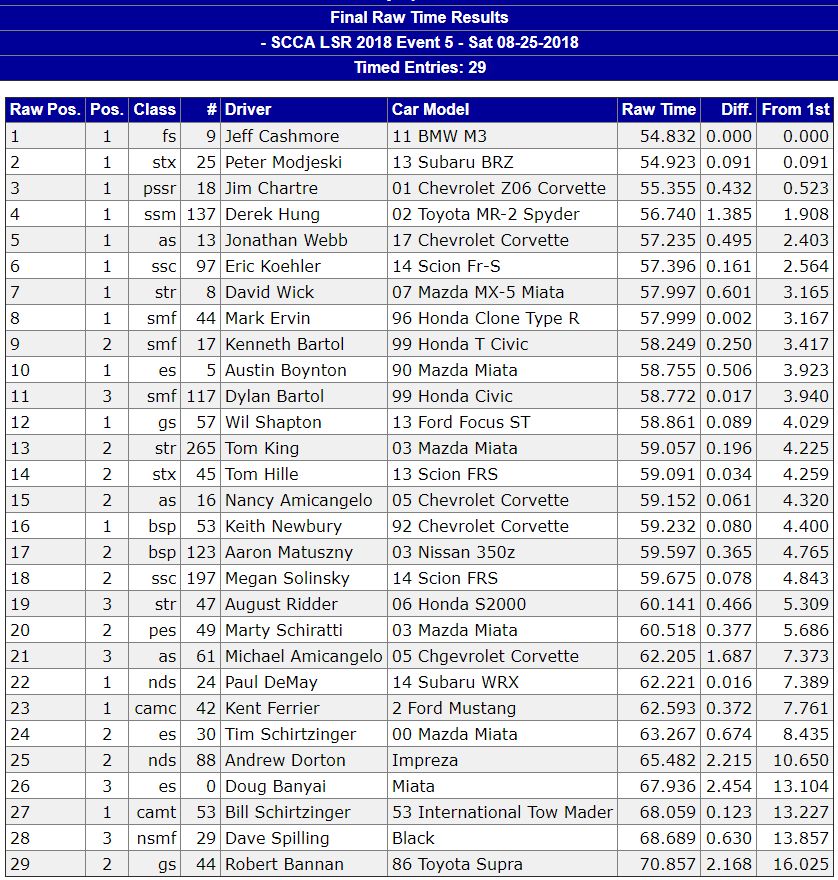 Final Raw Time Results
- SCCA LSR 2018 Event 5 - Sat 08-25-2018
Timed Entries: 29
Raw Pos. Pos. Class # Driver Car Model Raw Time Diff. From 1st
1 1 fs 9 Jeff Cashmore 11 BMW M3 54.832 0.000 0.000
2 1 stx 25 Peter Modjeski 13 Subaru BRZ 54.923 0.091 0.091
3 1 pssr 18 Jim Chartre 01 Chevrolet Z06 Corvette 55.355 0.432 0.523
4 1 ssm 137 Derek Hung 02 Toyota MR-2 Spyder 56.740 1.385 1.908
5 1 as 13 Jonathan Webb 17 Chevrolet Corvette 57.235 0.495 2.403
6 1 ssc 97 Eric Koehler 14 Scion Fr-S 57.396 0.161 2.564
7 1 str 8 David Wick 07 Mazda MX-5 Miata 57.997 0.601 3.165
8 1 smf 44 Mark Ervin 96 Honda Clone Type R 57.999 0.002 3.167
9 2 smf 17 Kenneth Bartol 99 Honda T Civic 58.249 0.250 3.417
10 1 es 5 Austin Boynton 90 Mazda Miata 58.755 0.506 3.923
11 3 smf 117 Dylan Bartol 99 Honda Civic 58.772 0.017 3.940
12 1 gs 57 Wil Shapton 13 Ford Focus ST 58.861 0.089 4.029
13 2 str 265 Tom King 03 Mazda Miata 59.057 0.196 4.225
14 2 stx 45 Tom Hille 13 Scion FRS 59.091 0.034 4.259
15 2 as 16 Nancy Amicangelo 05 Chevrolet Corvette 59.152 0.061 4.320
16 1 bsp 53 Keith Newbury 92 Chevrolet Corvette 59.232 0.080 4.400
17 2 bsp 123 Aaron Matuszny 03 Nissan 350z 59.597 0.365 4.765
18 2 ssc 197 Megan Solinsky 14 Scion FRS 59.675 0.078 4.843
19 3 str 47 August Ridder 06 Honda S2000 60.141 0.466 5.309
20 2 pes 49 Marty Schiratti 03 Mazda Miata 60.518 0.377 5.686
21 3 as 61 Michael Amicangelo 05 Chgevrolet Corvette 62.205 1.687 7.373
22 1 nds 24 Paul DeMay 14 Subaru WRX 62.221 0.016 7.389
23 1 camc 42 Kent Ferrier 2 Ford Mustang 62.593 0.372 7.761
24 2 es 30 Tim Schirtzinger 00 Mazda Miata 63.267 0.674 8.435
25 2 nds 88 Andrew Dorton Impreza 65.482 2.215 10.650
26 3 es 0 Doug Banyai Miata 67.936 2.454 13.104
27 1 camt 53 Bill Schirtzinger 53 International Tow Mader 68.059 0.123 13.227
28 3 nsmf 29 Dave Spilling Black 68.689 0.630 13.857
29 2 gs 44 Robert Bannan 86 Toyota Supra 70.857 2.168 16.025